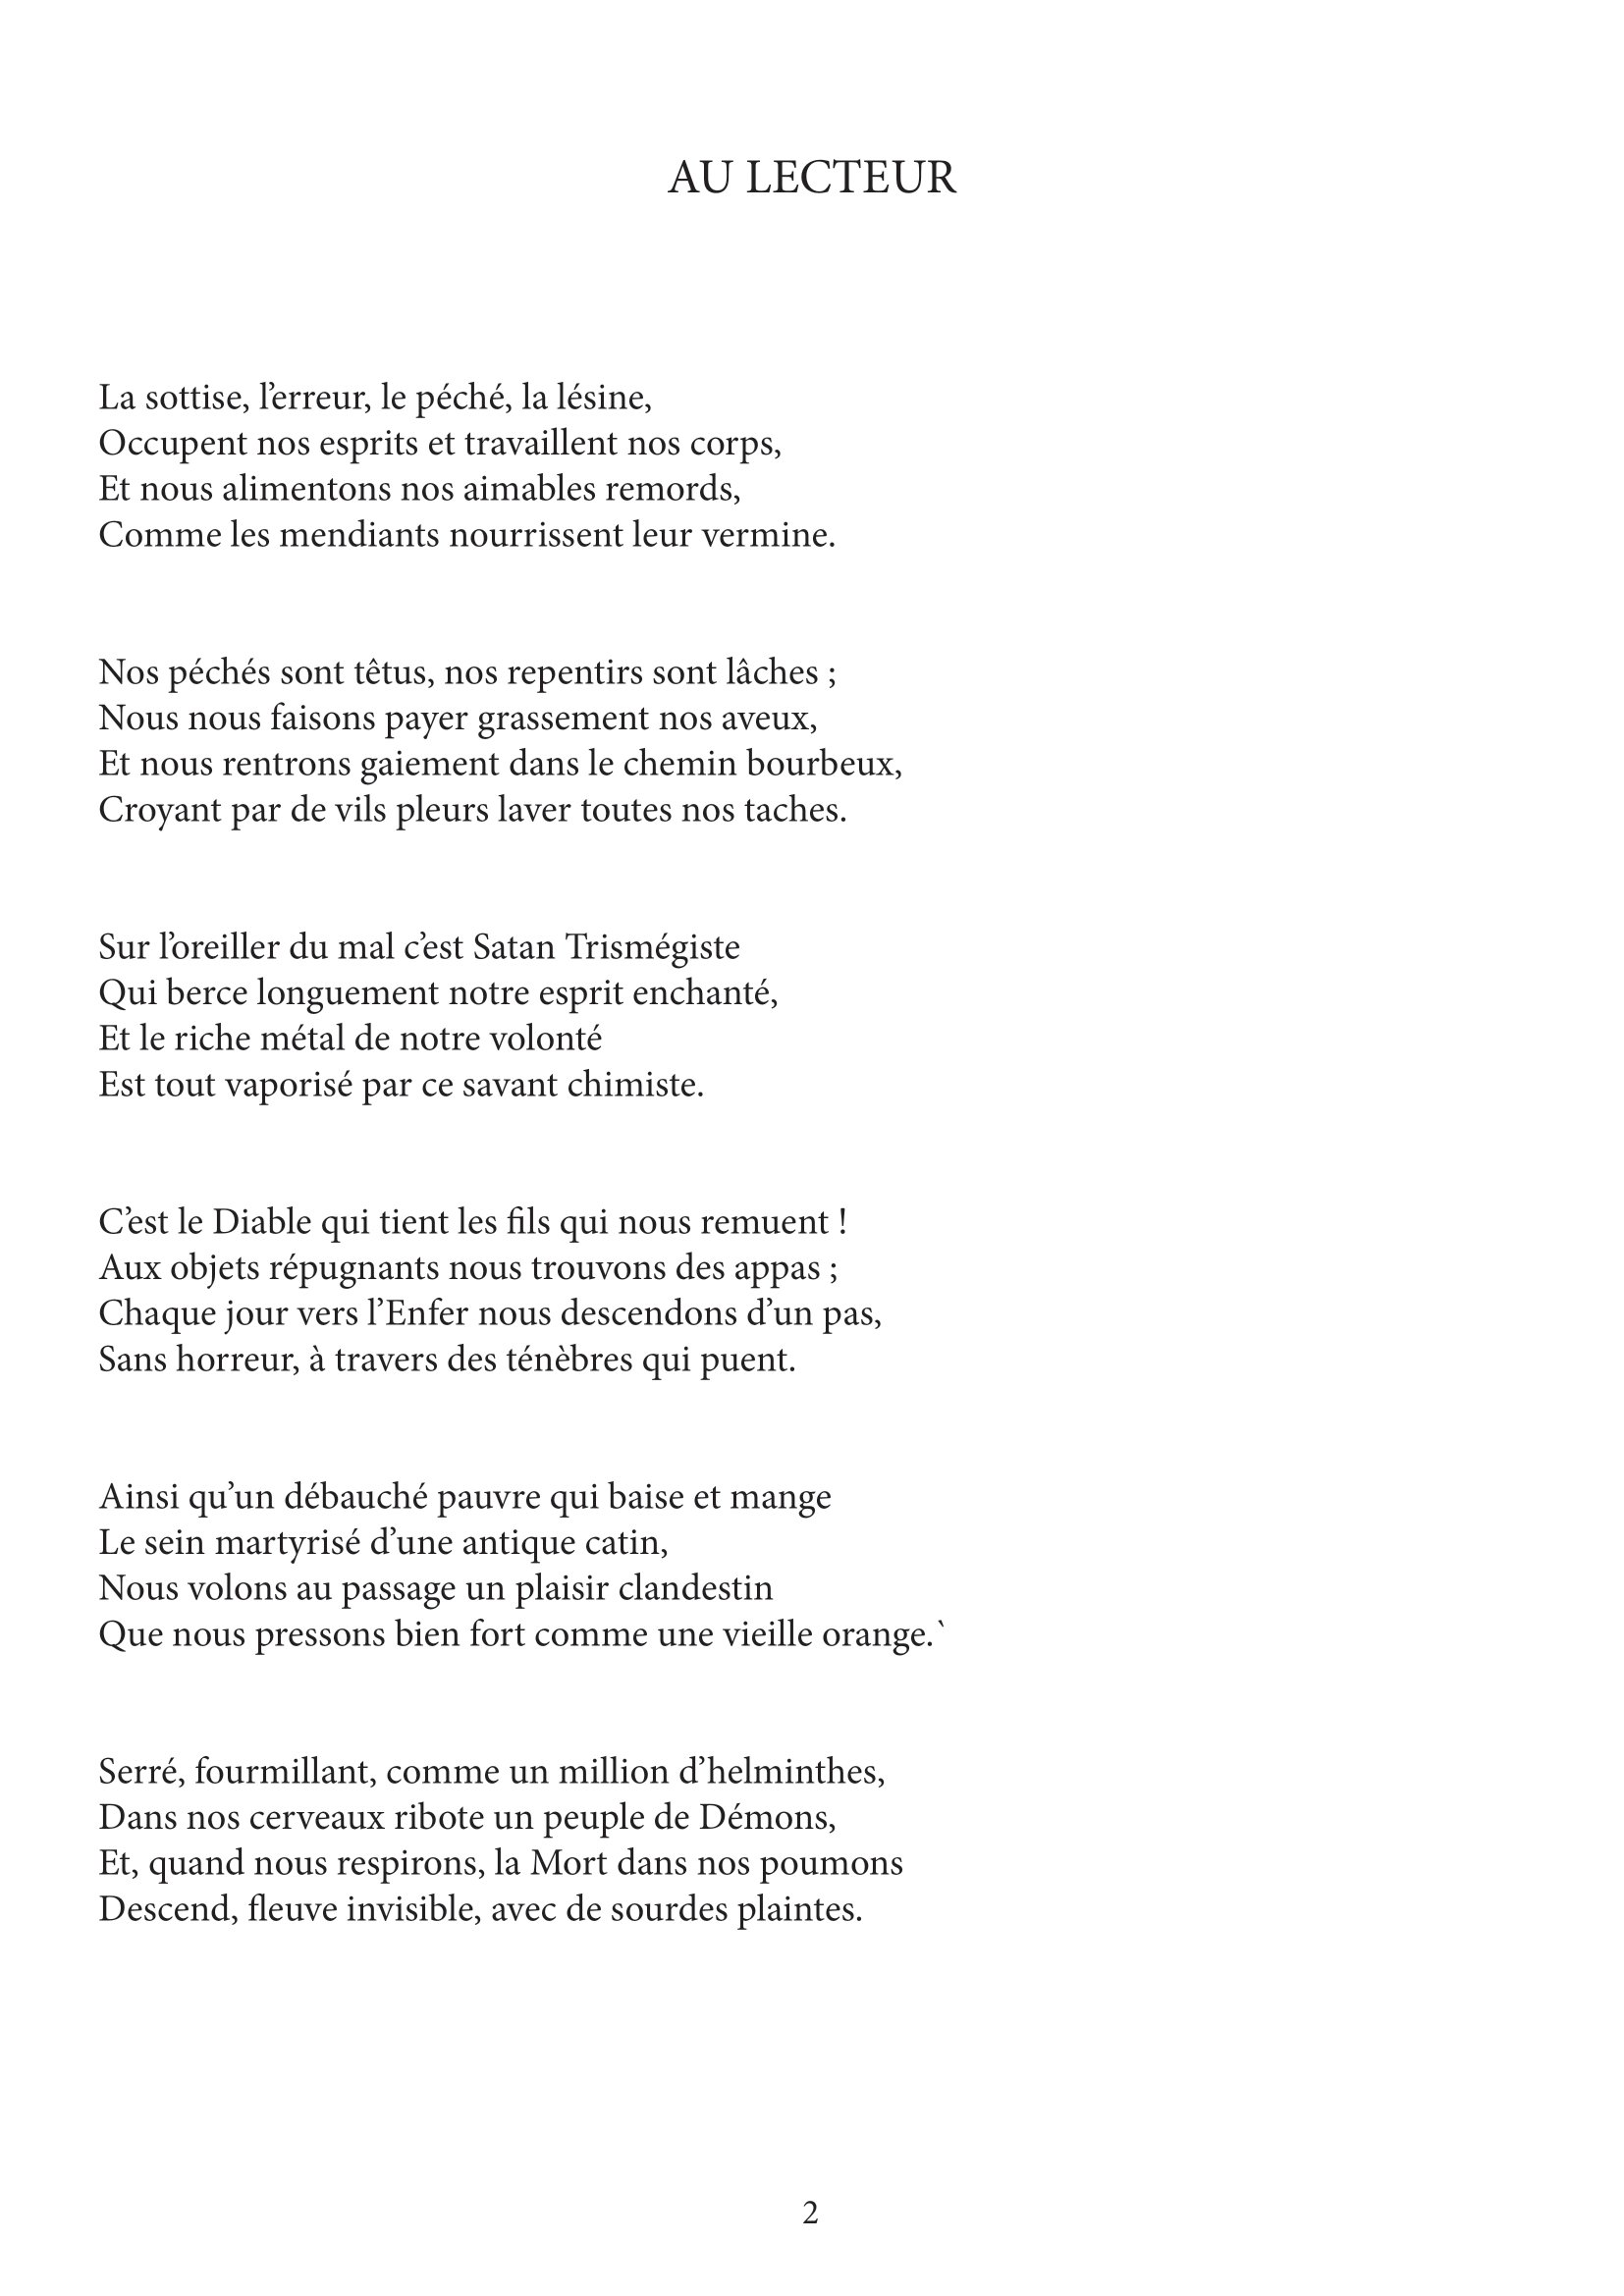 AU LECTEUR
La sottise, l’erreur, le péché, la lésine,
Occupent nos esprits et travaillent nos corps,
Et nous alimentons nos aimables remords,
Comme les mendiants nourrissent leur vermine.
Nos péchés sont têtus, nos repentirs sont lâches ;
Nous nous faisons payer grassement nos aveux,
Et nous rentrons gaiement dans le chemin bourbeux,
Croyant par de vils pleurs laver toutes nos taches.
Sur l’oreiller du mal c’est Satan Trismégiste
Qui berce longuement notre esprit enchanté,
Et le riche métal de notre volonté
Est tout vaporisé par ce savant chimiste.
C’est le Diable qui tient les fils qui nous remuent !
Aux objets répugnants nous trouvons des appas ;
Chaque jour vers l’Enfer nous descendons d’un pas,
Sans horreur, à travers des ténèbres qui puent.
Ainsi qu’un débauché pauvre qui baise et mange
Le sein martyrisé d’une antique catin,
Nous volons au passage un plaisir clandestin
Que nous pressons bien fort comme une vieille orange.`
Serré, fourmillant, comme un million d’helminthes,
Dans nos cerveaux ribote un peuple de Démons,
Et, quand nous respirons, la Mort dans nos poumons
Descend, fleuve invisible, avec de sourdes plaintes.
2